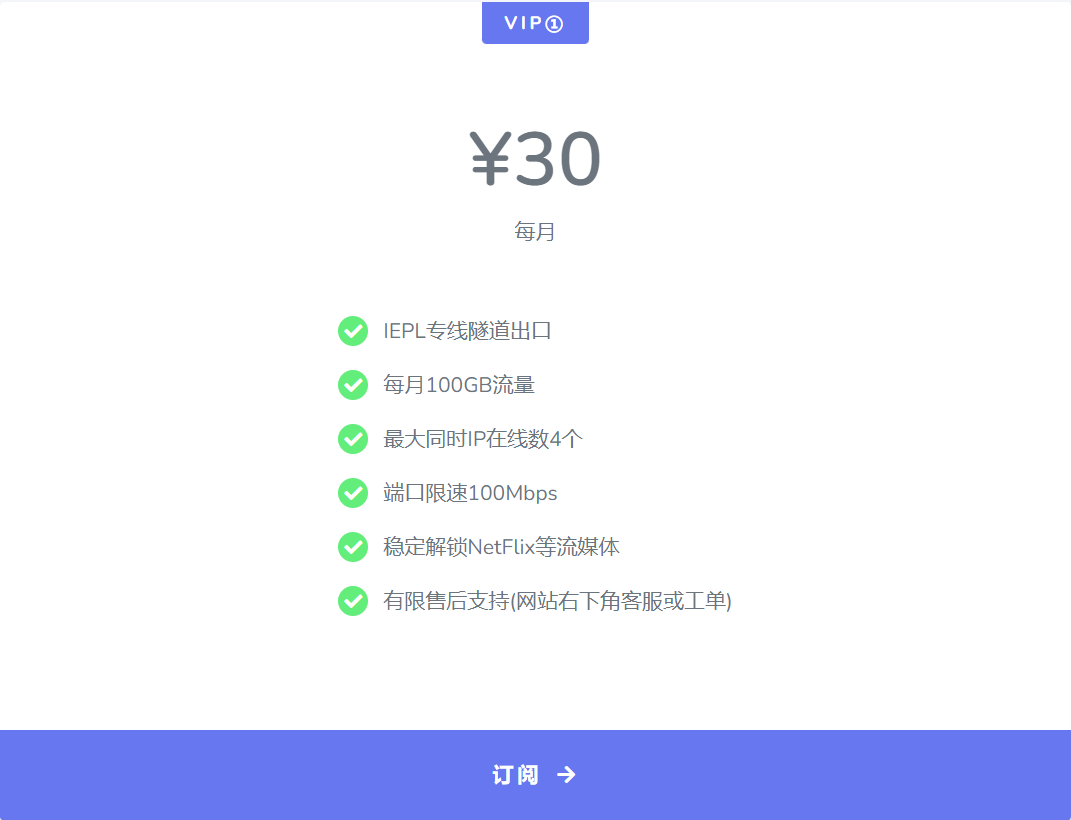 VIP①
¥30
每月
IEPL专线隧道出口
每月100GB流量
最大同时IP在线数4个
端口限速100Mbps
稳定解锁NetFlix等流媒体
有限售后支持(网站右下角客服或工单)
订阅 →